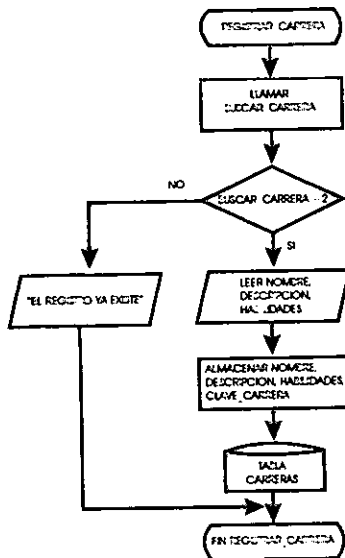 REGISTRAR CARRERA
LLAMAR
BUSCAR CARRERA
NO
BUSCAR CARRERA = 2
SI
"EL REGISTRO YA EXISTE"
LEER NOMBRE,
DESCRIPCION,
HABILIDADES
ALMACENAR NOMBRE,
DESCRIPCION, HABILIDADES,
CLAVE_CARRERA
TABLA
CARRERAS
FIN REGISTRAR_CARRERA